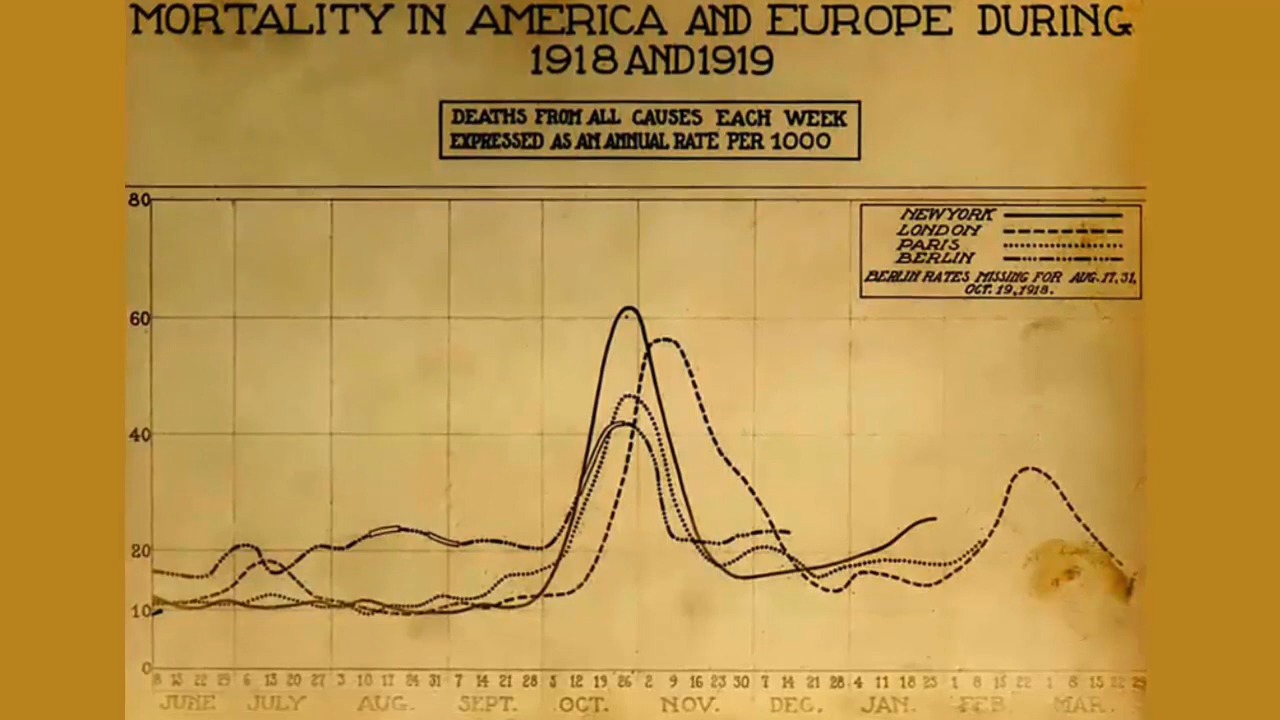 MORTALITY IN AMERICA AND EUROPE DURING
1918 AND 1919
DEATHS FROM ALL CAUSES EACH WEEK
EXPRESSED AS AN ANNUAL RATE PER 1000
NEW YORK
LONDON
PARIS
BERLIN
BERLIN RATES MISSING FOR AUG. 17, 31,
OCT. 19, 1918.
80
60
40
20
10
0
8 15 22 29 6 13 20 27 3 10 17 24 31 7 14 21 28 5 12 19 26 2 9 16 23 30 7 14 21 28 4 11 18 25 1 8 15 22 1 8 15 22 29
JUNE JULY AUG. SEPT. OCT. NOV. DEC. JAN. FEB. MAR.